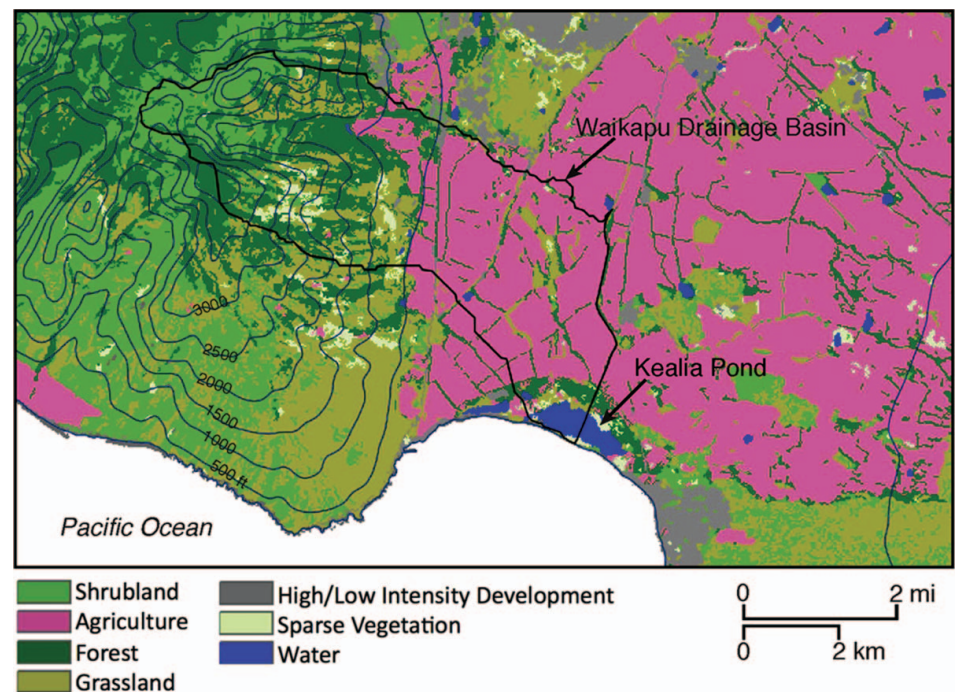 Waikapu Drainage Basin
Kealia Pond
3000
2500
2000
1500
1000
500 ft
Pacific Ocean
Shrubland
Agriculture
Forest
Grassland
High/Low Intensity Development
Sparse Vegetation
Water
0 2 mi
0 2 km